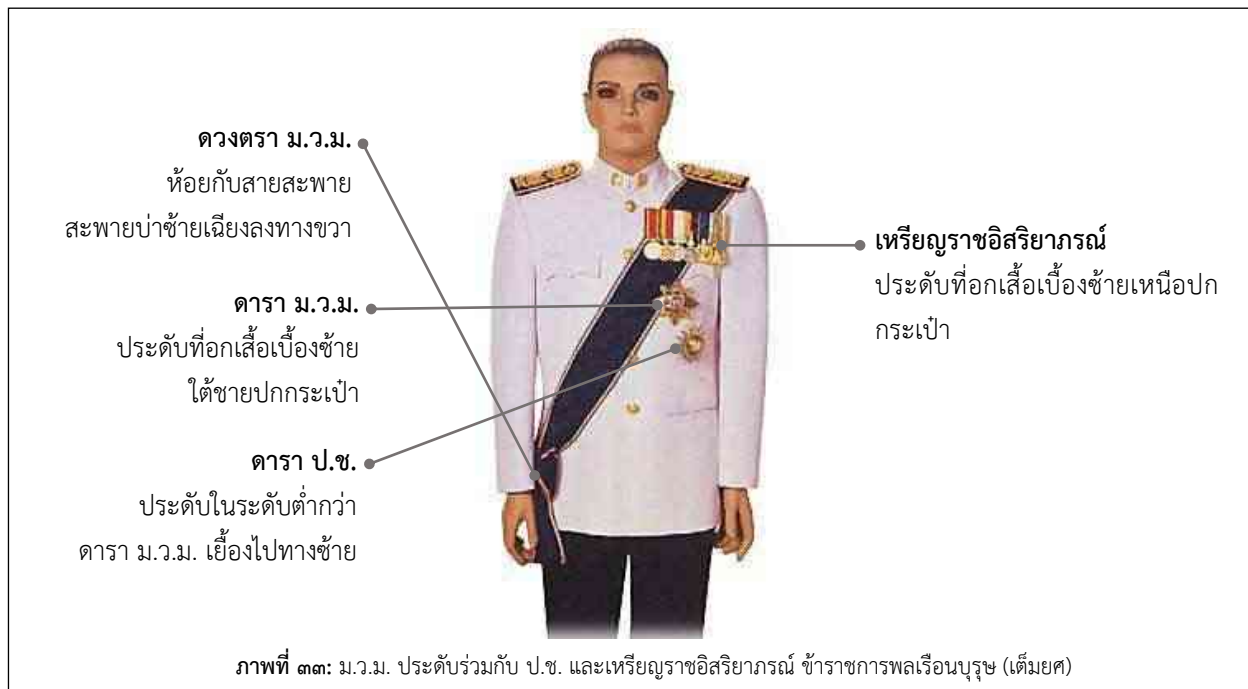 ดวงตรา ม.ว.ม.
ห้อยกับสายสะพาย
สะพายบ่าซ้ายเฉียงลงทางขวา
ดารา ม.ว.ม.
ประดับที่อกเสื้อเบื้องซ้าย
ใต้ชายปกกระเป๋า
ดารา ป.ช.
ประดับในระดับต่ำกว่า
ดารา ม.ว.ม. เยื้องไปทางซ้าย
เหรียญราชอิสริยาภรณ์
ประดับที่อกเสื้อเบื้องซ้ายเหนือปก
กระเป๋า
ภาพที่ ๓๓: ม.ว.ม. ประดับร่วมกับ ป.ช. และเหรียญราชอิสริยาภรณ์ ข้าราชการพลเรือนบุรุษ (เต็มยศ)